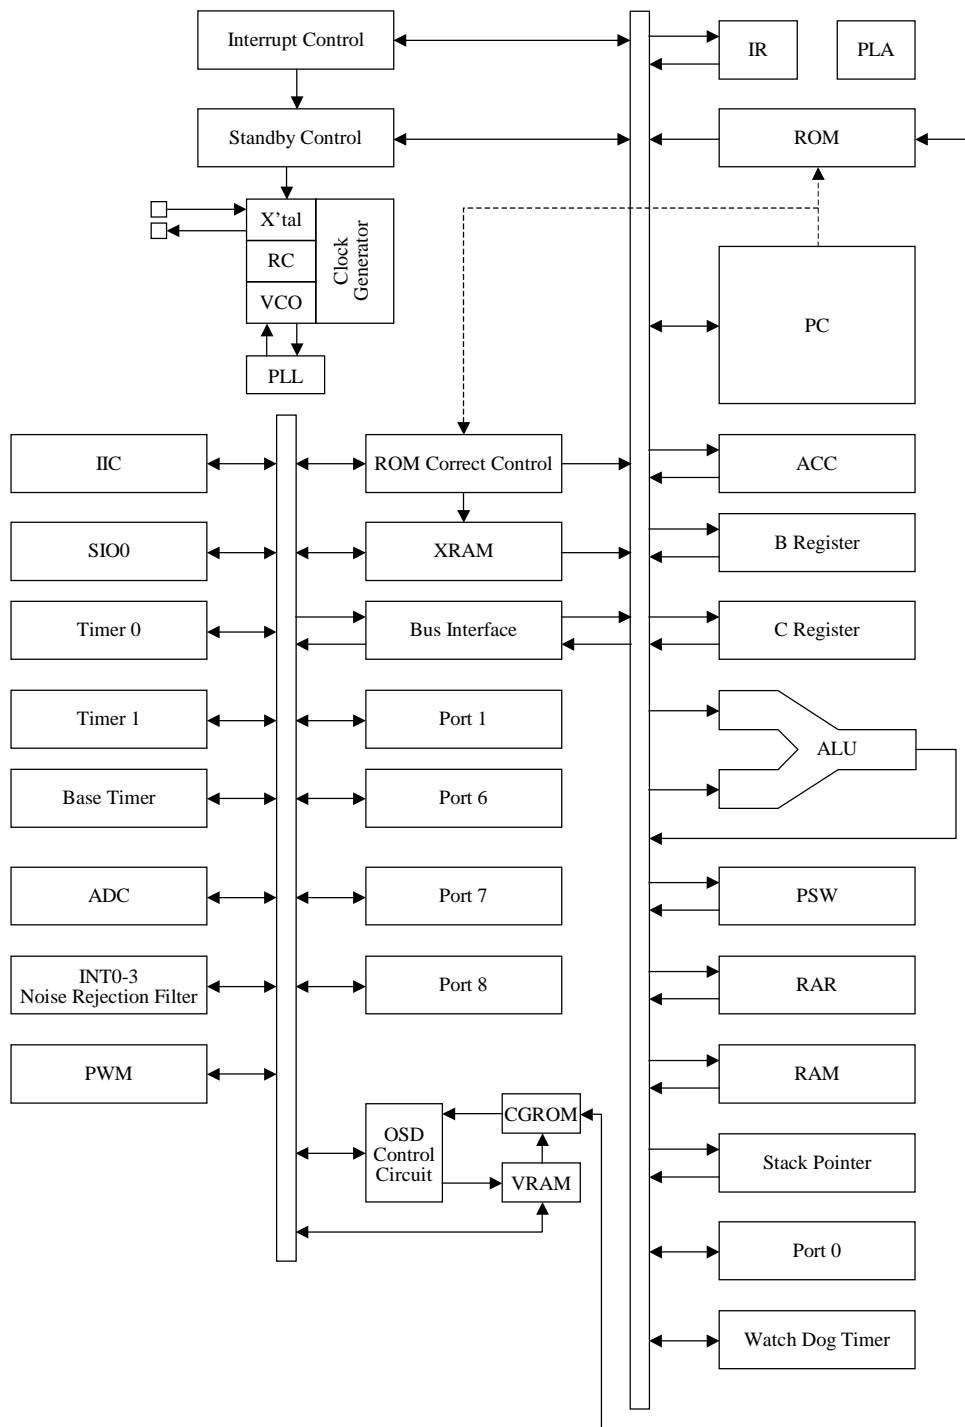 Interrupt Control
IR
PLA
Standby Control
ROM
X'tal
RC
VCO
Clock
Generator
PC
PLL
IIC
ROM Correct Control
ACC
SIO0
XRAM
B Register
Timer 0
Bus Interface
C Register
Timer 1
Port 1
ALU
Base Timer
Port 6
ADC
Port 7
PSW
INT0-3
Noise Rejection Filter
Port 8
RAR
PWM
RAM
OSD
Control
Circuit
CGROM
VRAM
Stack Pointer
Port 0
Watch Dog Timer